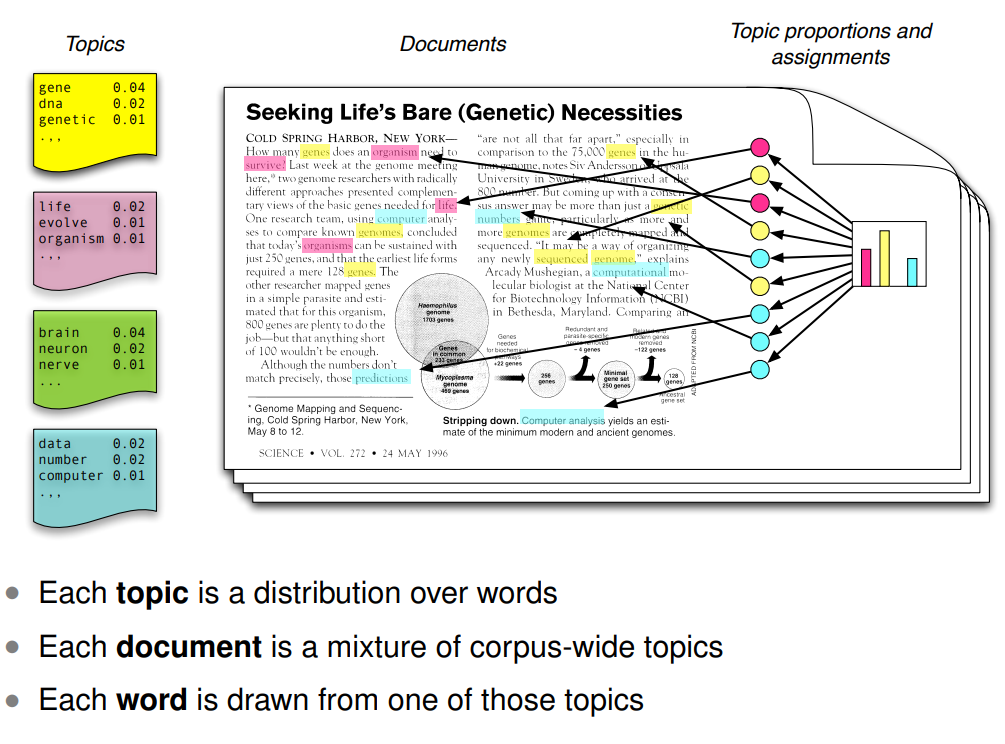 Topics
Documents
Topic proportions and
assignments
gene 0.04
dna 0.02
genetic 0.01
.,,
life 0.02
evolve 0.01
organism 0.01
.,,
brain 0.04
neuron 0.02
nerve 0.01
...
data 0.02
number 0.02
computer 0.01
.,,
Seeking Life's Bare (Genetic) Necessities
COLD SPRING HARBOR, NEW YORK—
How many genes does an organism need to
survive? Last week at the genome meeting
here,* two genome researchers with radically
different approaches presented complemen-
tary views of the basic genes needed for life.
One research team, using computer analy-
ses to compare known genomes, concluded
that today's organisms can be sustained with
just 250 genes, and that the earliest life forms
required a mere 128 genes. The
other researcher mapped genes
in a simple parasite and esti-
mated that for this organism,
800 genes are plenty to do the
job—but that anything short
of 100 wouldn't be enough.
Although the numbers don't
match precisely, those predictions
* Genome Mapping and Sequenc-
ing, Cold Spring Harbor, New York,
May 8 to 12.
"are not all that far apart," especially in
comparison to the 75,000 genes in the hu-
man genome, notes Siv Andersson
University in Sweden, who arrived at the
800 number. But coming up with a consen-
sus answer may be more than just a genetic
numbers game, particularly as more and
more genomes are completely mapped and
sequenced. "It may be a way of organizing
any newly sequenced genome," explains
Arcady Mushegian, a computational mo-
lecular biologist at the National Center
for Biotechnology Information (NCBI)
in Bethesda, Maryland. Comparing an
Haemophilus
genome
1703 genes
Genes
in common
233 genes
Mycoplasma
genome
469 genes
Genes
needed
for biochemical
pathways
+22 genes
256
genes
Redundant and
parasite-specific
genes removed
– 4 genes
Minimal
gene set
250 genes
Related and
modern genes
removed
–122 genes
128
genes
Ancestral
gene set
ADAPTED FROM NCBI
Stripping down. Computer analysis yields an esti-
mate of the minimum modern and ancient genomes.
SCIENCE • VOL. 272 • 24 MAY 1996
• Each topic is a distribution over words
• Each document is a mixture of corpus-wide topics
• Each word is drawn from one of those topics